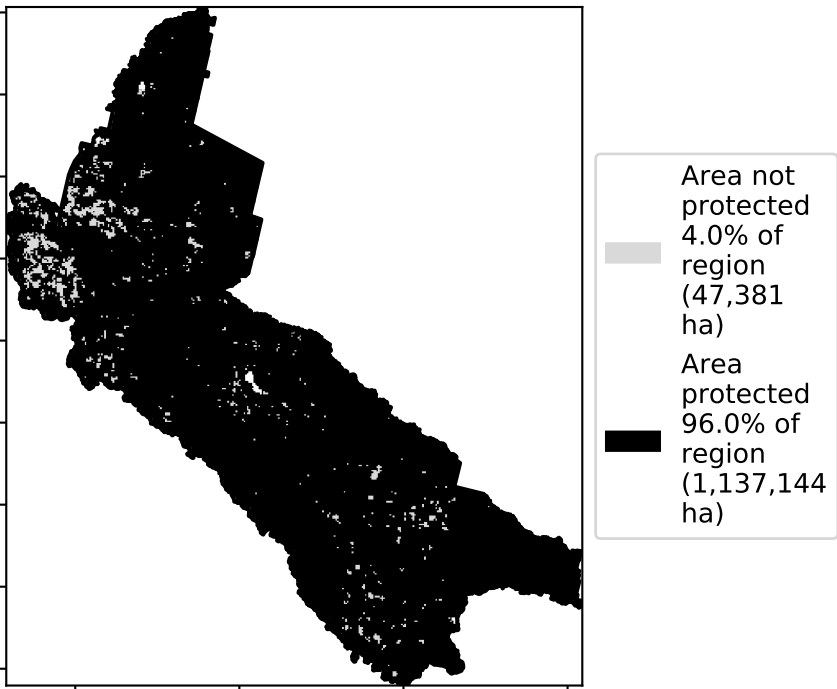 Area not
protected
4.0% of
region
(47,381
ha)
Area
protected
96.0% of
region
(1,137,144
ha)